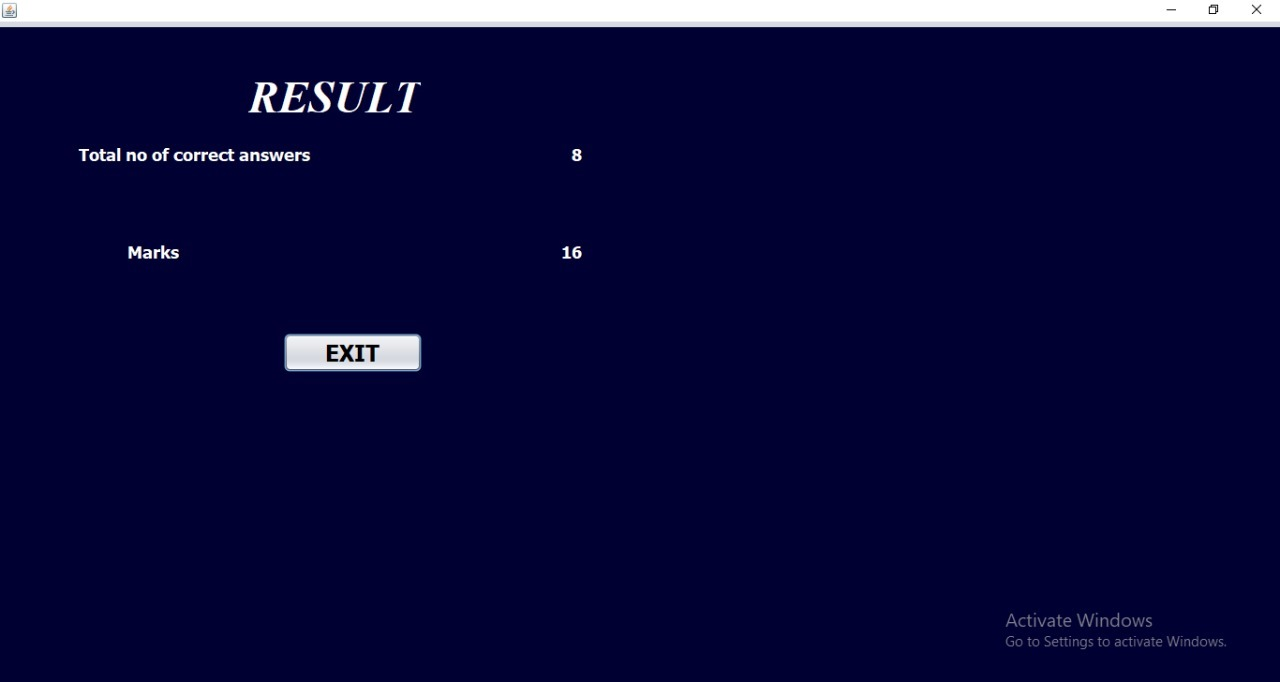 RESULT
Total no of correct answers 8
Marks 16
EXIT
Activate Windows
Go to Settings to activate Windows.